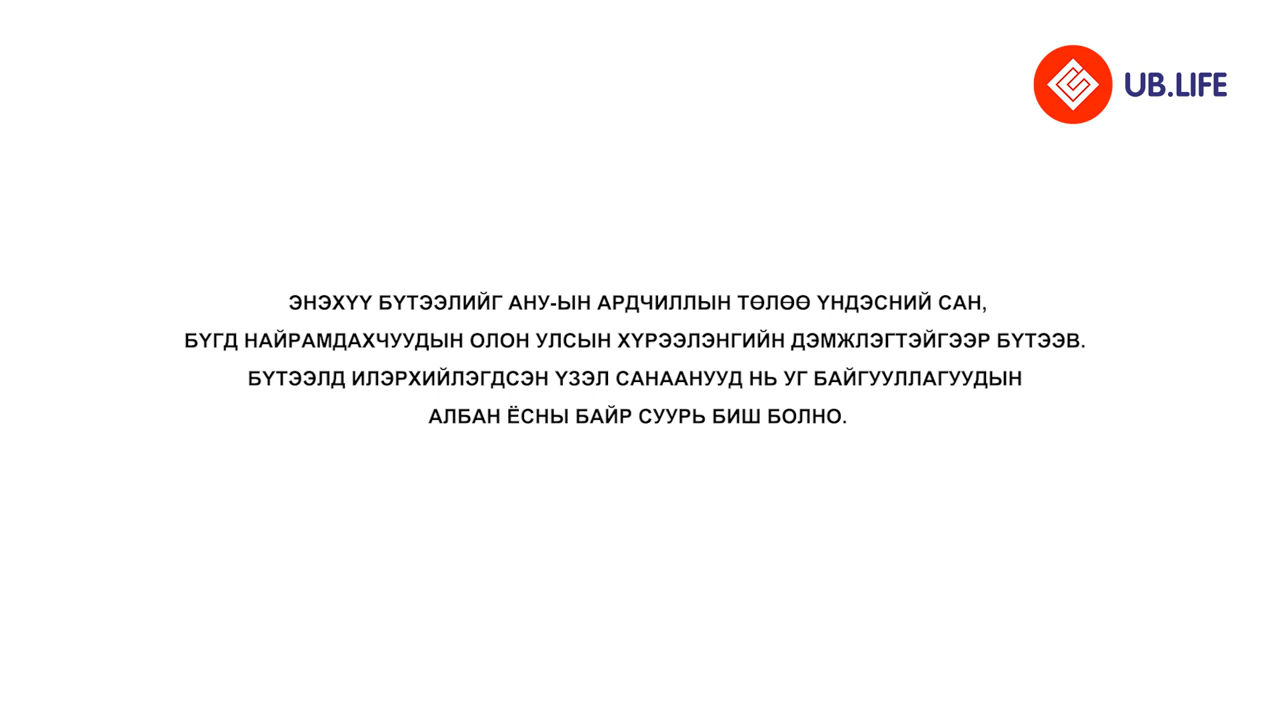 UB.LIFE
ЭНЭХҮҮ БҮТЭЭЛИЙГ АНУ-ЫН АРДЧИЛЛЫН ТӨЛӨӨ ҮНДЭСНИЙ САН,
БҮГД НАЙРАМДАХЧУУДЫН ОЛОН УЛСЫН ХҮРЭЭЛЭНГИЙН ДЭМЖЛЭГТЭЙГЭЭР БҮТЭЭВ.
БҮТЭЭЛД ИЛЭРХИЙЛЭГДСЭН ҮЗЭЛ САНААНУУД НЬ УГ БАЙГУУЛЛАГУУДЫН
АЛБАН ЁСНЫ БАЙР СУУРЬ БИШ БОЛНО.